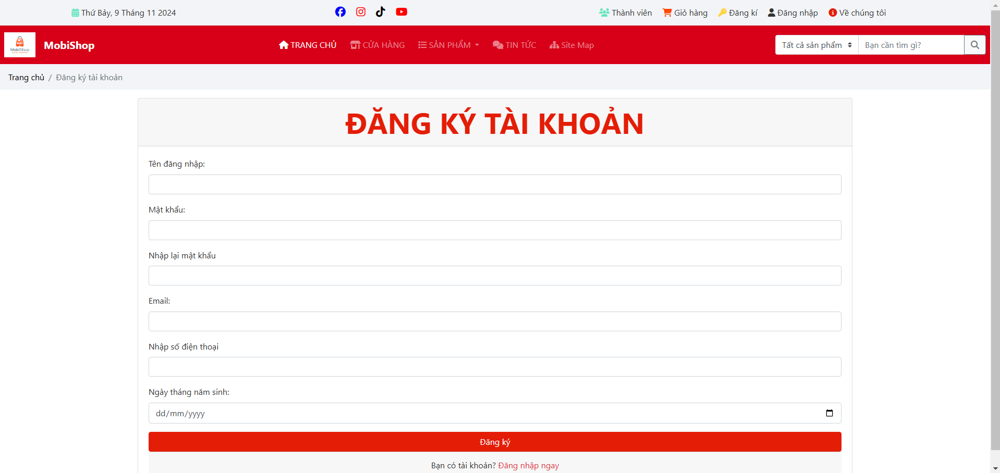 Thứ Bảy, 9 Tháng 11 2024
Thành viên Giỏ hàng Đăng kí Đăng nhập Về chúng tôi
MobiShop
MobiShop TRANG CHỦ CỬA HÀNG SẢN PHẨM TIN TỨC Site Map Tất cả sản phẩm Bạn cần tìm gì?
Trang chủ / Đăng ký tài khoản
ĐĂNG KÝ TÀI KHOẢN
Tên đăng nhập:
Mật khẩu:
Nhập lại mật khẩu
Email:
Nhập số điện thoại
Ngày tháng năm sinh:
dd/mm/yyyy
Đăng ký
Bạn có tài khoản? Đăng nhập ngay